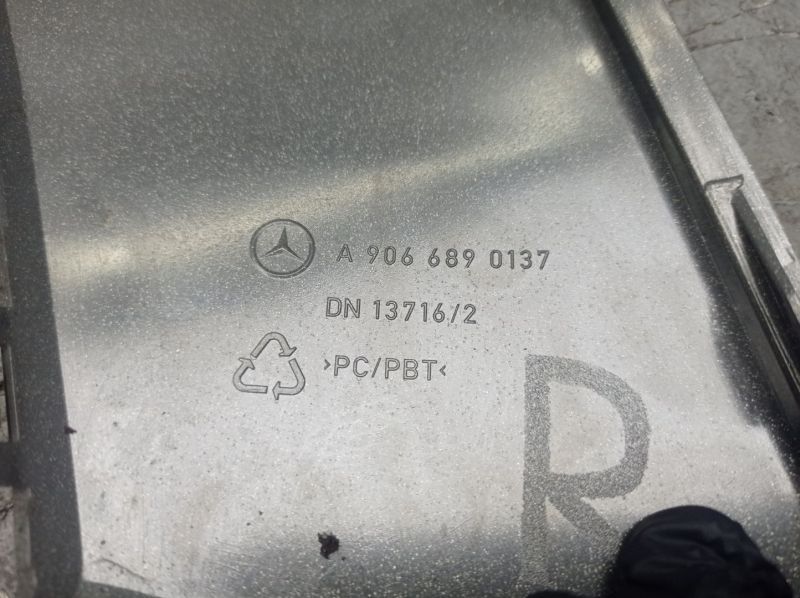 A 906 689 0137
DN 13716/2
>PC/PBT<
R